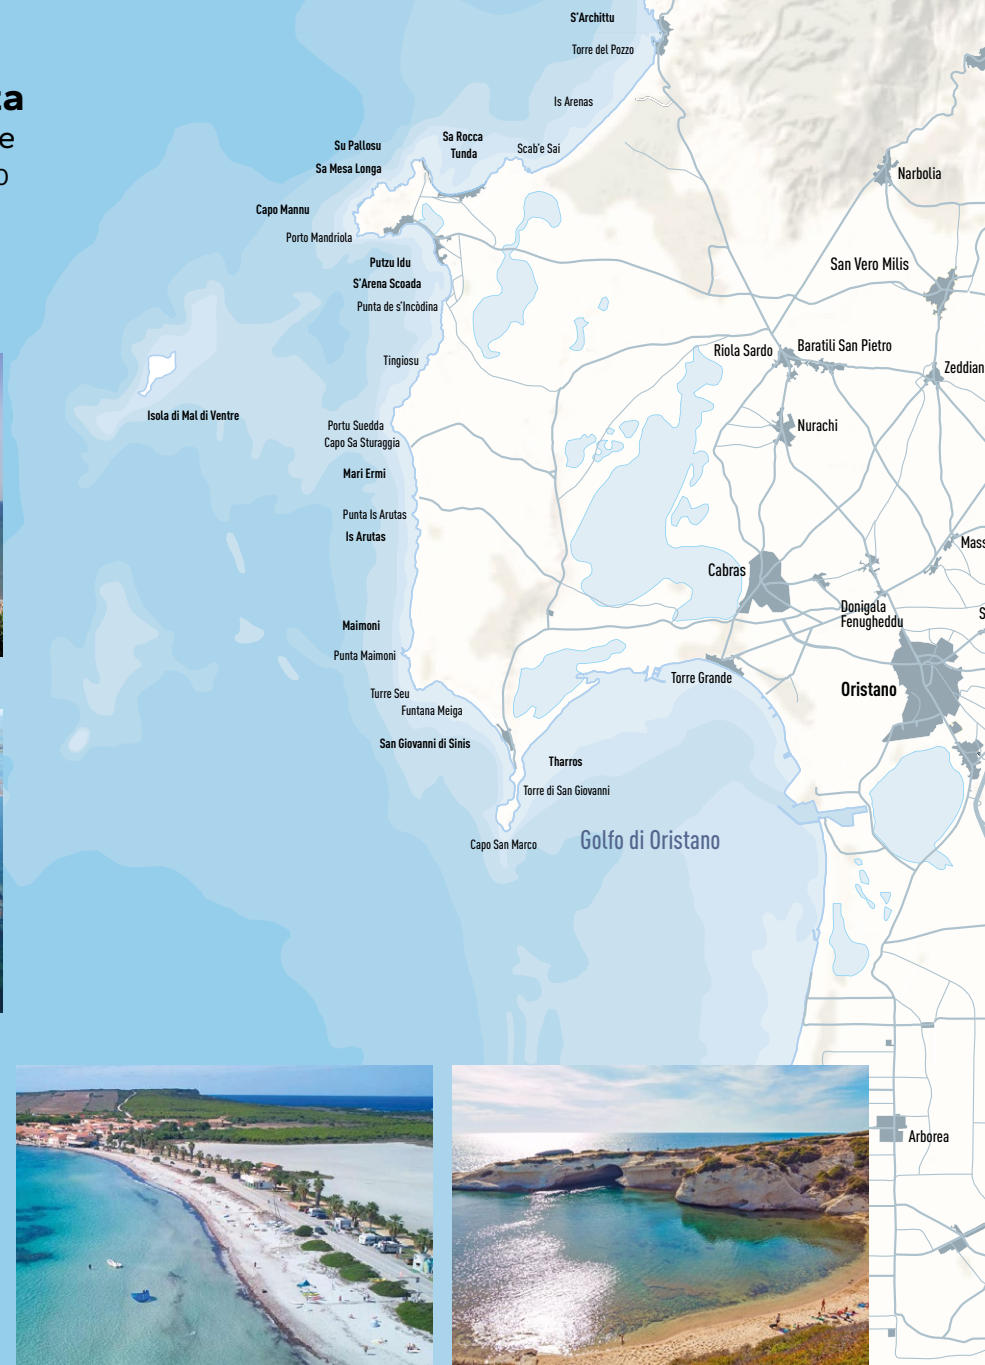 S'Archittu
Torre del Pozzo
Is Arenas
Sa Rocca
Tunda
Scab'e Sai
Su Pallosu
Sa Mesa Longa
Capo Mannu
Porto Mandriola
Putzu Idu
S'Arena Scoada
Punta de s'Incòdina
Tingiosu
Isola di Mal di Ventre
Portu Suedda
Capo Sa Sturaggia
Mari Ermi
Punta Is Arutas
Is Arutas
Maimoni
Punta Maimoni
Turre Seu
Funtana Meiga
San Giovanni di Sinis
Tharros
Torre di San Giovanni
Capo San Marco
Golfo di Oristano
Narbolia
San Vero Milis
Riola Sardo
Baratili San Pietro
Zeddian
Nurachi
Mass
Cabras
Donigala
Fenugheddu
S
Torre Grande
Oristano
Arborea